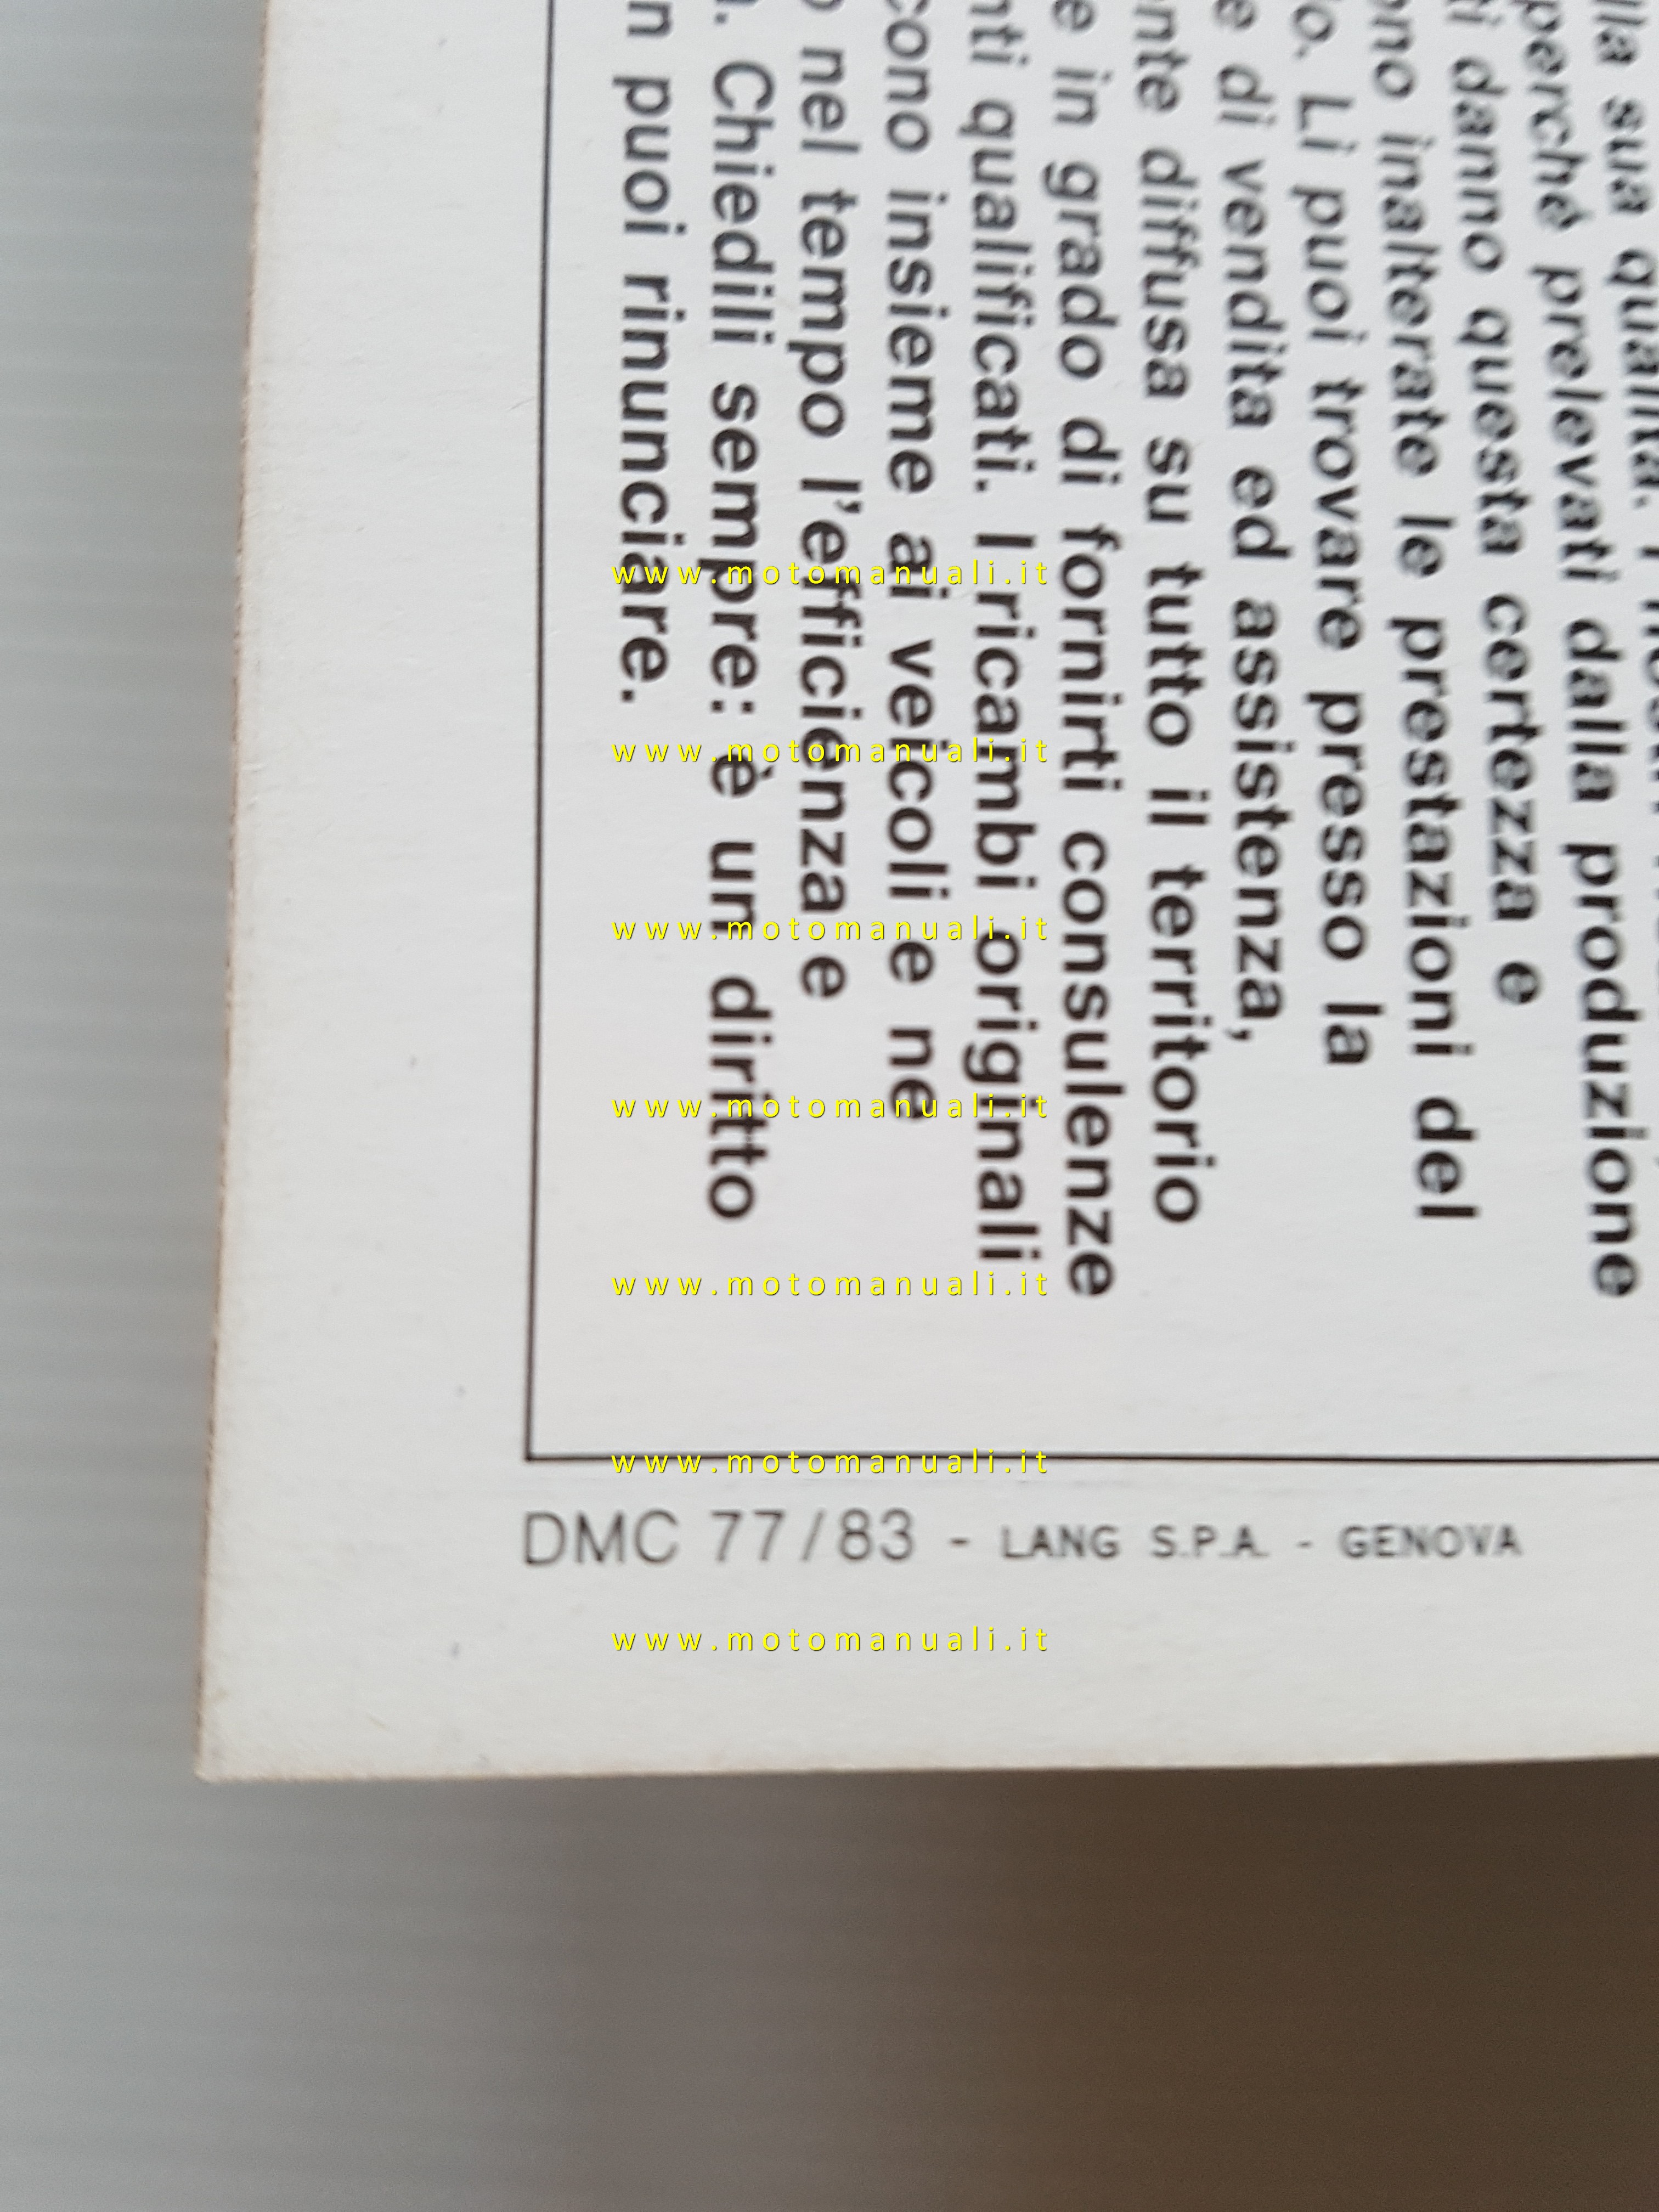 lla sua qualità. I
perché prelevati dalla produzione
ti danno questa certezza e
ono inalterate le prestazioni del
o. Li puoi trovare presso la
e di vendita ed assistenza,
nte diffusa su tutto il territorio
e in grado di fornirti consulenze
nti qualificati. I ricambi originali
cono insieme ai veicoli e ne
o nel tempo l'efficienza e
. Chiedili sempre: è un diritto
n puoi rinunciare.
DMC 77/83 - LANG S.P.A. - GENOVA
www.motomanuali.it
www.motomanuali.it
www.motomanuali.it
www.motomanuali.it
www.motomanuali.it
www.motomanuali.it
www.motomanuali.it